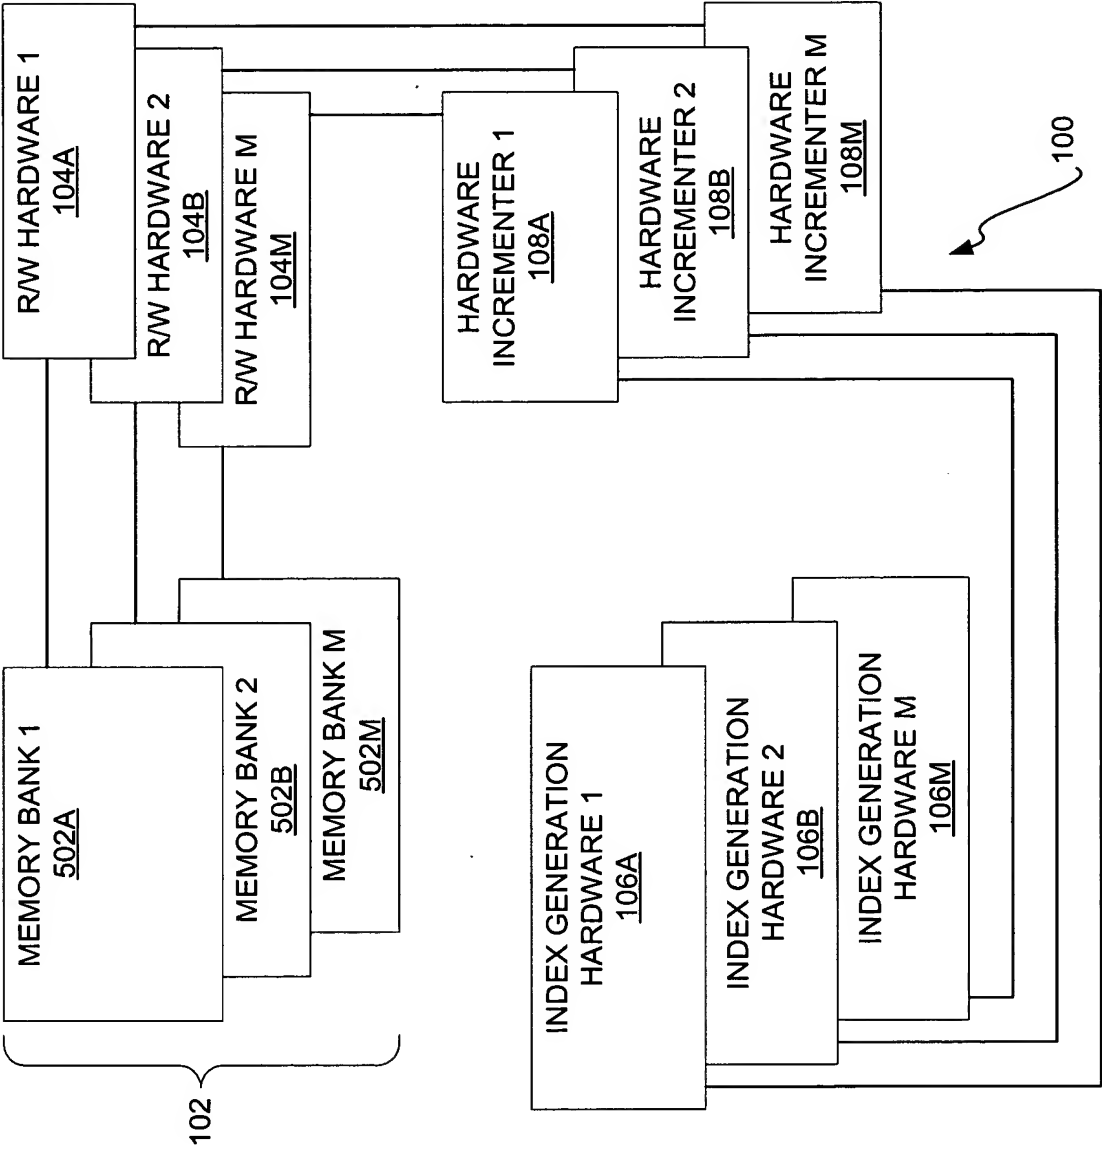 102
MEMORY BANK 1
502A
MEMORY BANK 2
502B
MEMORY BANK M
502M
R/W HARDWARE 1
104A
R/W HARDWARE 2
104B
R/W HARDWARE M
104M
INDEX GENERATION
HARDWARE 1
106A
INDEX GENERATION
HARDWARE 2
106B
INDEX GENERATION
HARDWARE M
106M
HARDWARE
INCREMENTER 1
108A
HARDWARE
INCREMENTER 2
108B
HARDWARE
INCREMENTER M
108M
100